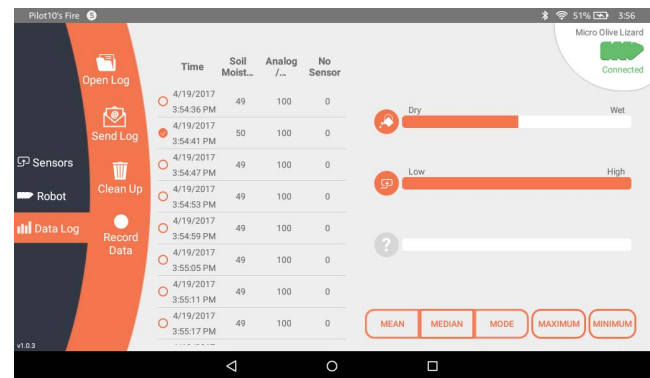 Pilot10's Fire S
51% 3:56
Micro Olive Lizard
Connected
Open Log
Send Log
Clean Up
Record
Data
Sensors
Robot
Data Log
v1.0.3
Time Soil Moist... Analog /... No Sensor
4/19/2017
3:54:36 PM 49 100 0
4/19/2017
3:54:41 PM 50 100 0
4/19/2017
3:54:47 PM 49 100 0
4/19/2017
3:54:53 PM 49 100 0
4/19/2017
3:54:59 PM 49 100 0
4/19/2017
3:55:05 PM 49 100 0
4/19/2017
3:55:11 PM 49 100 0
4/19/2017
3:55:17 PM 49 100 0
Dry Wet
Low High
?
MEAN MEDIAN MODE MAXIMUM MINIMUM